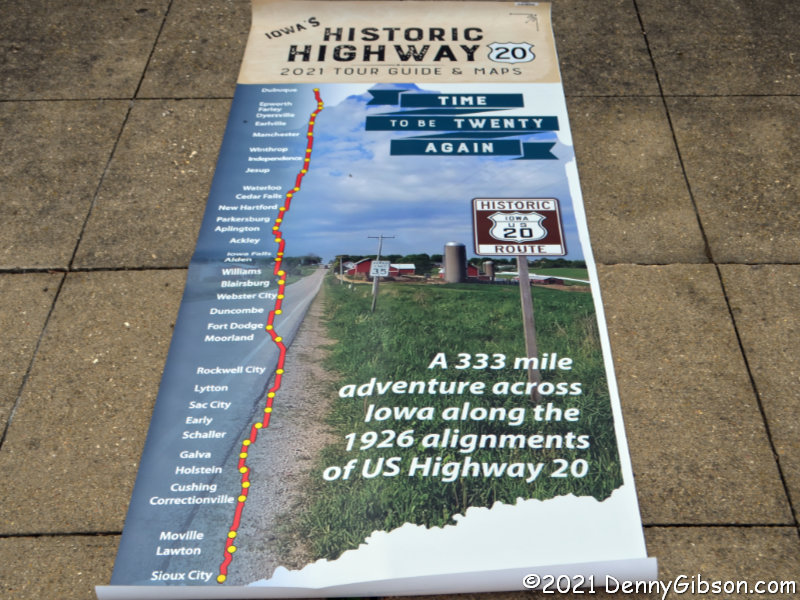 IOWA'S
HISTORIC
HIGHWAY 20
2021 TOUR GUIDE & MAPS
TIME
TO BE TWENTY
AGAIN
Dubuque
Epworth
Farley
Dyersville
Earlville
Manchester
Winthrop
Independence
Jesup
Waterloo
Cedar Falls
New Hartford
Parkersburg
Aplington
Ackley
Iowa Falls
Alden
Williams
Blairsburg
Webster City
Duncombe
Fort Dodge
Moorland
Rockwell City
Lytton
Sac City
Early
Schaller
Galva
Holstein
Cushing
Correctionville
Moville
Lawton
Sioux City
HISTORIC
IOWA
US
20
ROUTE
35
A 333 mile
adventure across
Iowa along the
1926 alignments
of US Highway 20
©2021 DennyGibson.com